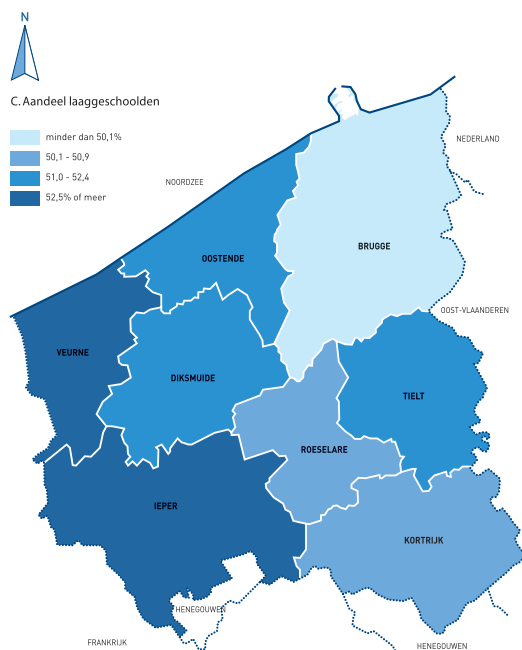 N
C. Aandeel laaggeschoolden
minder dan 50,1%
50,1 - 50,9
51,0 - 52,4
52,5% of meer
NEDERLAND
NOORDZEE
BRUGGE
OOSTENDE
OOST-VLAANDEREN
VEURNE
DIKSMUIDE
TIELT
ROESELARE
IEPER
KORTRIJK
HENEGOUWEN
FRANKRIJK
HENEGOUWEN